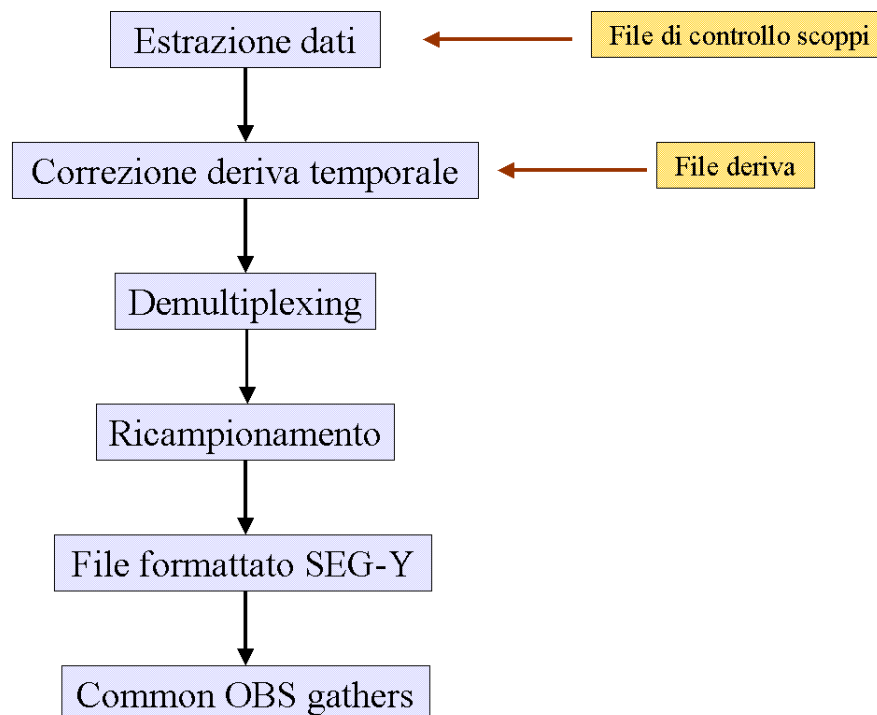 Estrazione dati
File di controllo scoppi
Correzione deriva temporale
File deriva
Demultiplexing
Ricampionamento
File formattato SEG-Y
Common OBS gathers